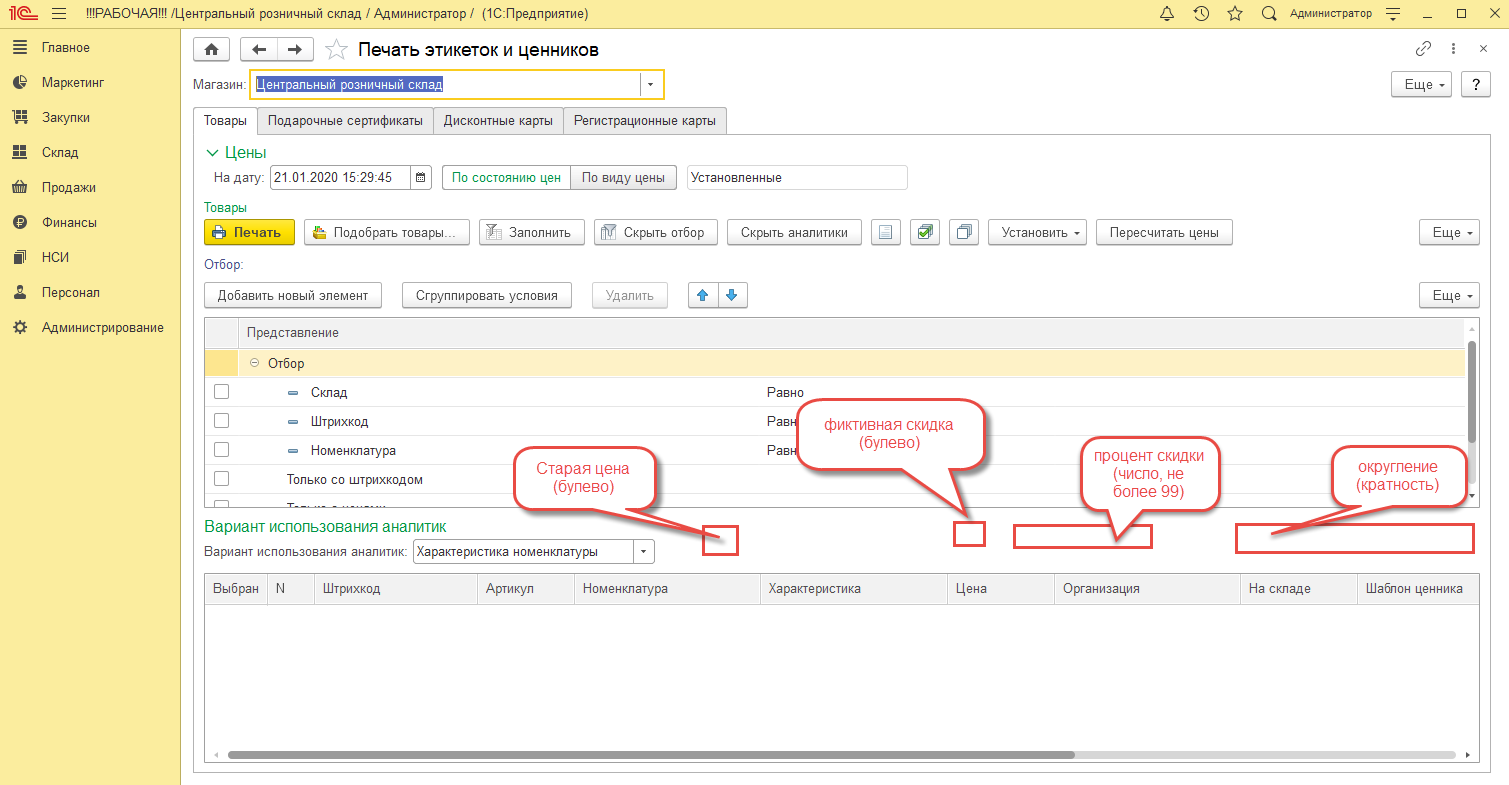 1С !!!РАБОЧАЯ!!! /Центральный розничный склад / Администратор / (1С:Предприятие) Администратор
Главное
Маркетинг
Закупки
Склад
Продажи
Финансы
НСИ
Персонал
Администрирование
Печать этикеток и ценников
Магазин: Центральный розничный склад Еще ?
Товары Подарочные сертификаты Дисконтные карты Регистрационные карты
Цены
На дату: 21.01.2020 15:29:45 По состоянию цен По виду цены Установленные
Товары
Печать Подобрать товары... Заполнить Скрыть отбор Скрыть аналитики Установить Пересчитать цены Еще
Отбор:
Добавить новый элемент Сгруппировать условия Удалить Еще
Представление
Отбор
Склад Равно
Штрихкод Равн
Номенклатура Равн
Только со штрихкодом
Старая цена
(булево)
фиктивная скидка
(булево)
процент скидки
(число, не
более 99)
округление
(кратность)
Вариант использования аналитик
Вариант использования аналитик: Характеристика номенклатуры
Выбран N Штрихкод Артикул Номенклатура Характеристика Цена Организация На складе Шаблон ценника